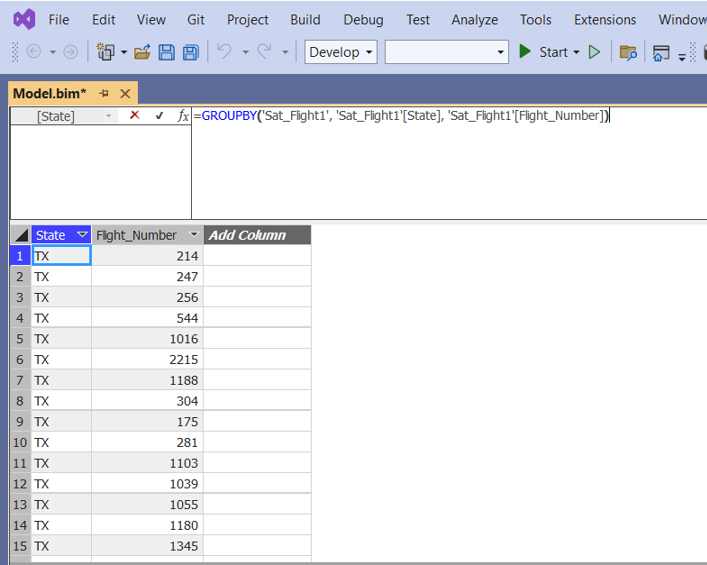 File Edit View Git Project Build Debug Test Analyze Tools Extensions Window
Develop Start
Model.bim*
[State] fx =GROUPBY('Sat_Flight1', 'Sat_Flight1'[State], 'Sat_Flight1'[Flight_Number])
State Flight_Number Add Column
1 TX 214
2 TX 247
3 TX 256
4 TX 544
5 TX 1016
6 TX 2215
7 TX 1188
8 TX 304
9 TX 175
10 TX 281
11 TX 1103
12 TX 1039
13 TX 1055
14 TX 1180
15 TX 1345